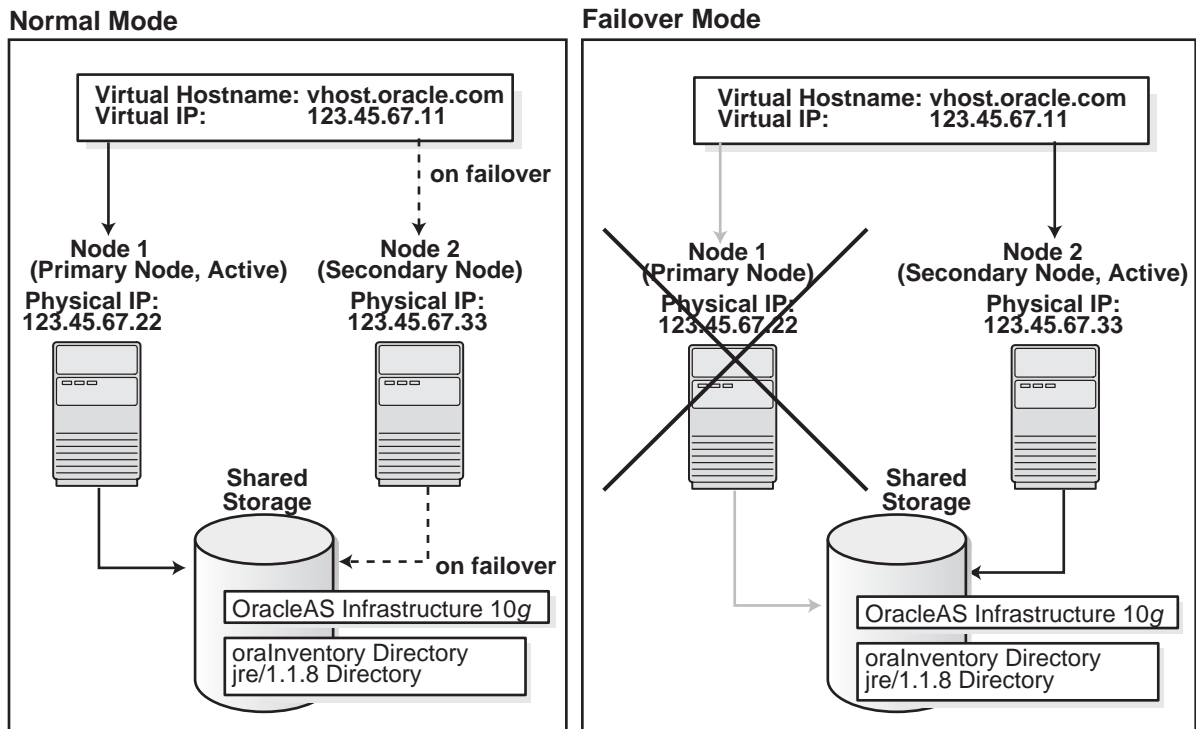 Normal Mode
Virtual Hostname: vhost.oracle.com
Virtual IP: 123.45.67.11
on failover
Node 1
(Primary Node, Active)
Physical IP:
123.45.67.22
Node 2
(Secondary Node)
Physical IP:
123.45.67.33
Shared
Storage
on failover
OracleAS Infrastructure 10g
oraInventory Directory
jre/1.1.8 Directory
Failover Mode
Virtual Hostname: vhost.oracle.com
Virtual IP: 123.45.67.11
Node 1
(Primary Node)
Physical IP:
123.45.67.22
Node 2
(Secondary Node, Active)
Physical IP:
123.45.67.33
Shared
Storage
OracleAS Infrastructure 10g
oraInventory Directory
jre/1.1.8 Directory